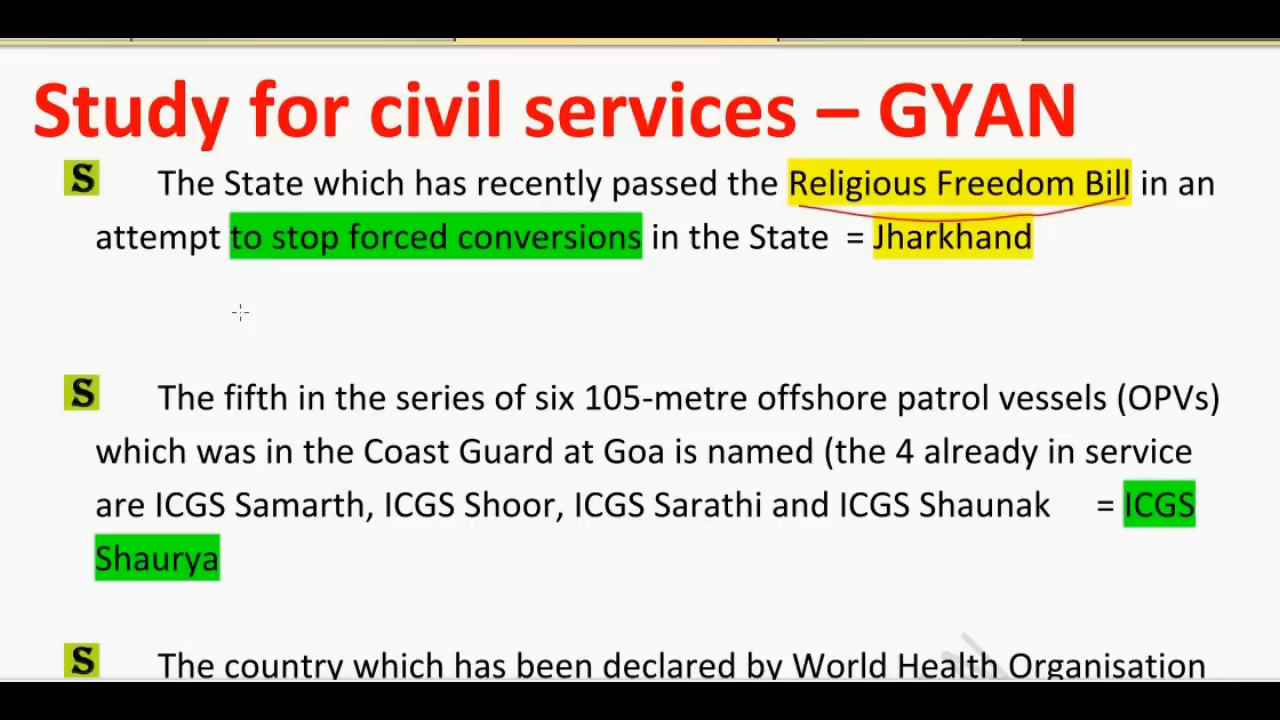 Study for civil services – GYAN
S The State which has recently passed the Religious Freedom Bill in an
attempt to stop forced conversions in the State = Jharkhand
S The fifth in the series of six 105-metre offshore patrol vessels (OPVs)
which was in the Coast Guard at Goa is named (the 4 already in service
are ICGS Samarth, ICGS Shoor, ICGS Sarathi and ICGS Shaunak = ICGS
Shaurya
S The country which has been declared by World Health Organisation